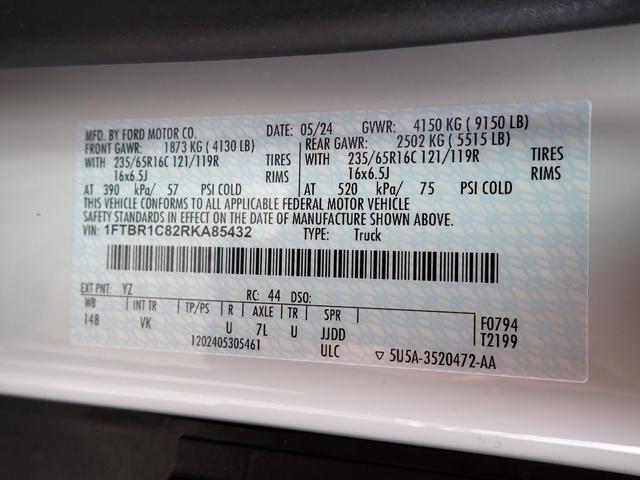 MFD. BY FORD MOTOR CO. DATE: 05/24 GVWR: 4150 KG ( 9150 LB)
FRONT GAWR: 1873 KG ( 4130 LB) REAR GAWR: 2502 KG ( 5515 LB)
WITH 235/65R16C 121/119R TIRES WITH 235/65R16C 121/119R TIRES
16x6.5J RIMS 16x6.5J RIMS
AT 390 kPa/ 57 PSI COLD AT 520 kPa/ 75 PSI COLD
THIS VEHICLE CONFORMS TO ALL APPLICABLE FEDERAL MOTOR VEHICLE
SAFETY STANDARDS IN EFFECT ON THE DATE OF MANUFACTURE SHOWN ABOVE.
VIN: 1FTBR1C82RKA85432 TYPE: Truck
EXT PNT: YZ RC: 44 DSO:
WB INT TR TP/PS R AXLE TR SPR
148 VK U 7L U JJDD
F0794
T2199
1202405305461 ULC ▽ 5U5A-3520472-AA